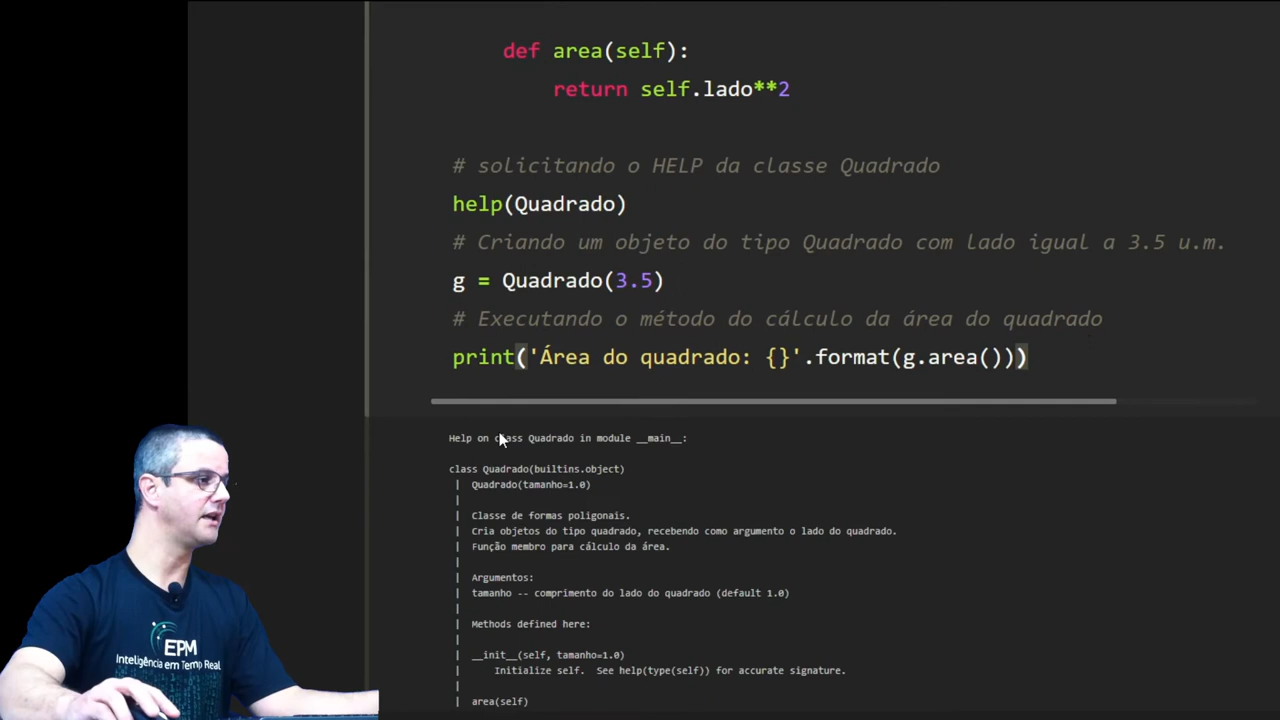 def area(self):
return self.lado**2
# solicitando o HELP da classe Quadrado
help(Quadrado)
# Criando um objeto do tipo Quadrado com lado igual a 3.5 u.m.
g = Quadrado(3.5)
# Executando o método do cálculo da área do quadrado
print('Área do quadrado: {}'.format(g.area()))
Help on class Quadrado in module __main__:
class Quadrado(builtins.object)
| Quadrado(tamanho=1.0)
|
| Classe de formas poligonais.
| Cria objetos do tipo quadrado, recebendo como argumento o lado do quadrado.
| Função membro para cálculo da área.
|
| Argumentos:
| tamanho -- comprimento do lado do quadrado (default 1.0)
|
| Methods defined here:
|
| __init__(self, tamanho=1.0)
| Initialize self. See help(type(self)) for accurate signature.
|
| area(self)
EPM
Inteligência em Tempo Real